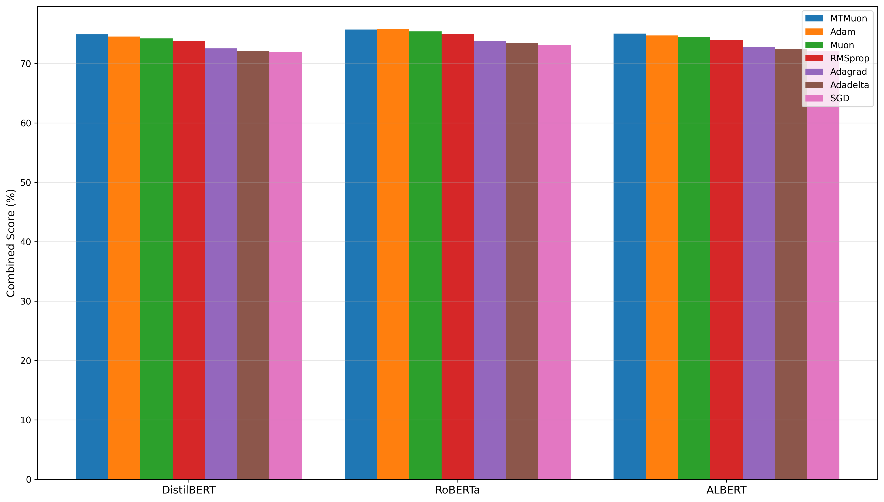 Combined Score (%)
70
60
50
40
30
20
10
0
DistilBERT
RoBERTa
ALBERT
MTMuon
Adam
Muon
RMSprop
Adagrad
Adadelta
SGD